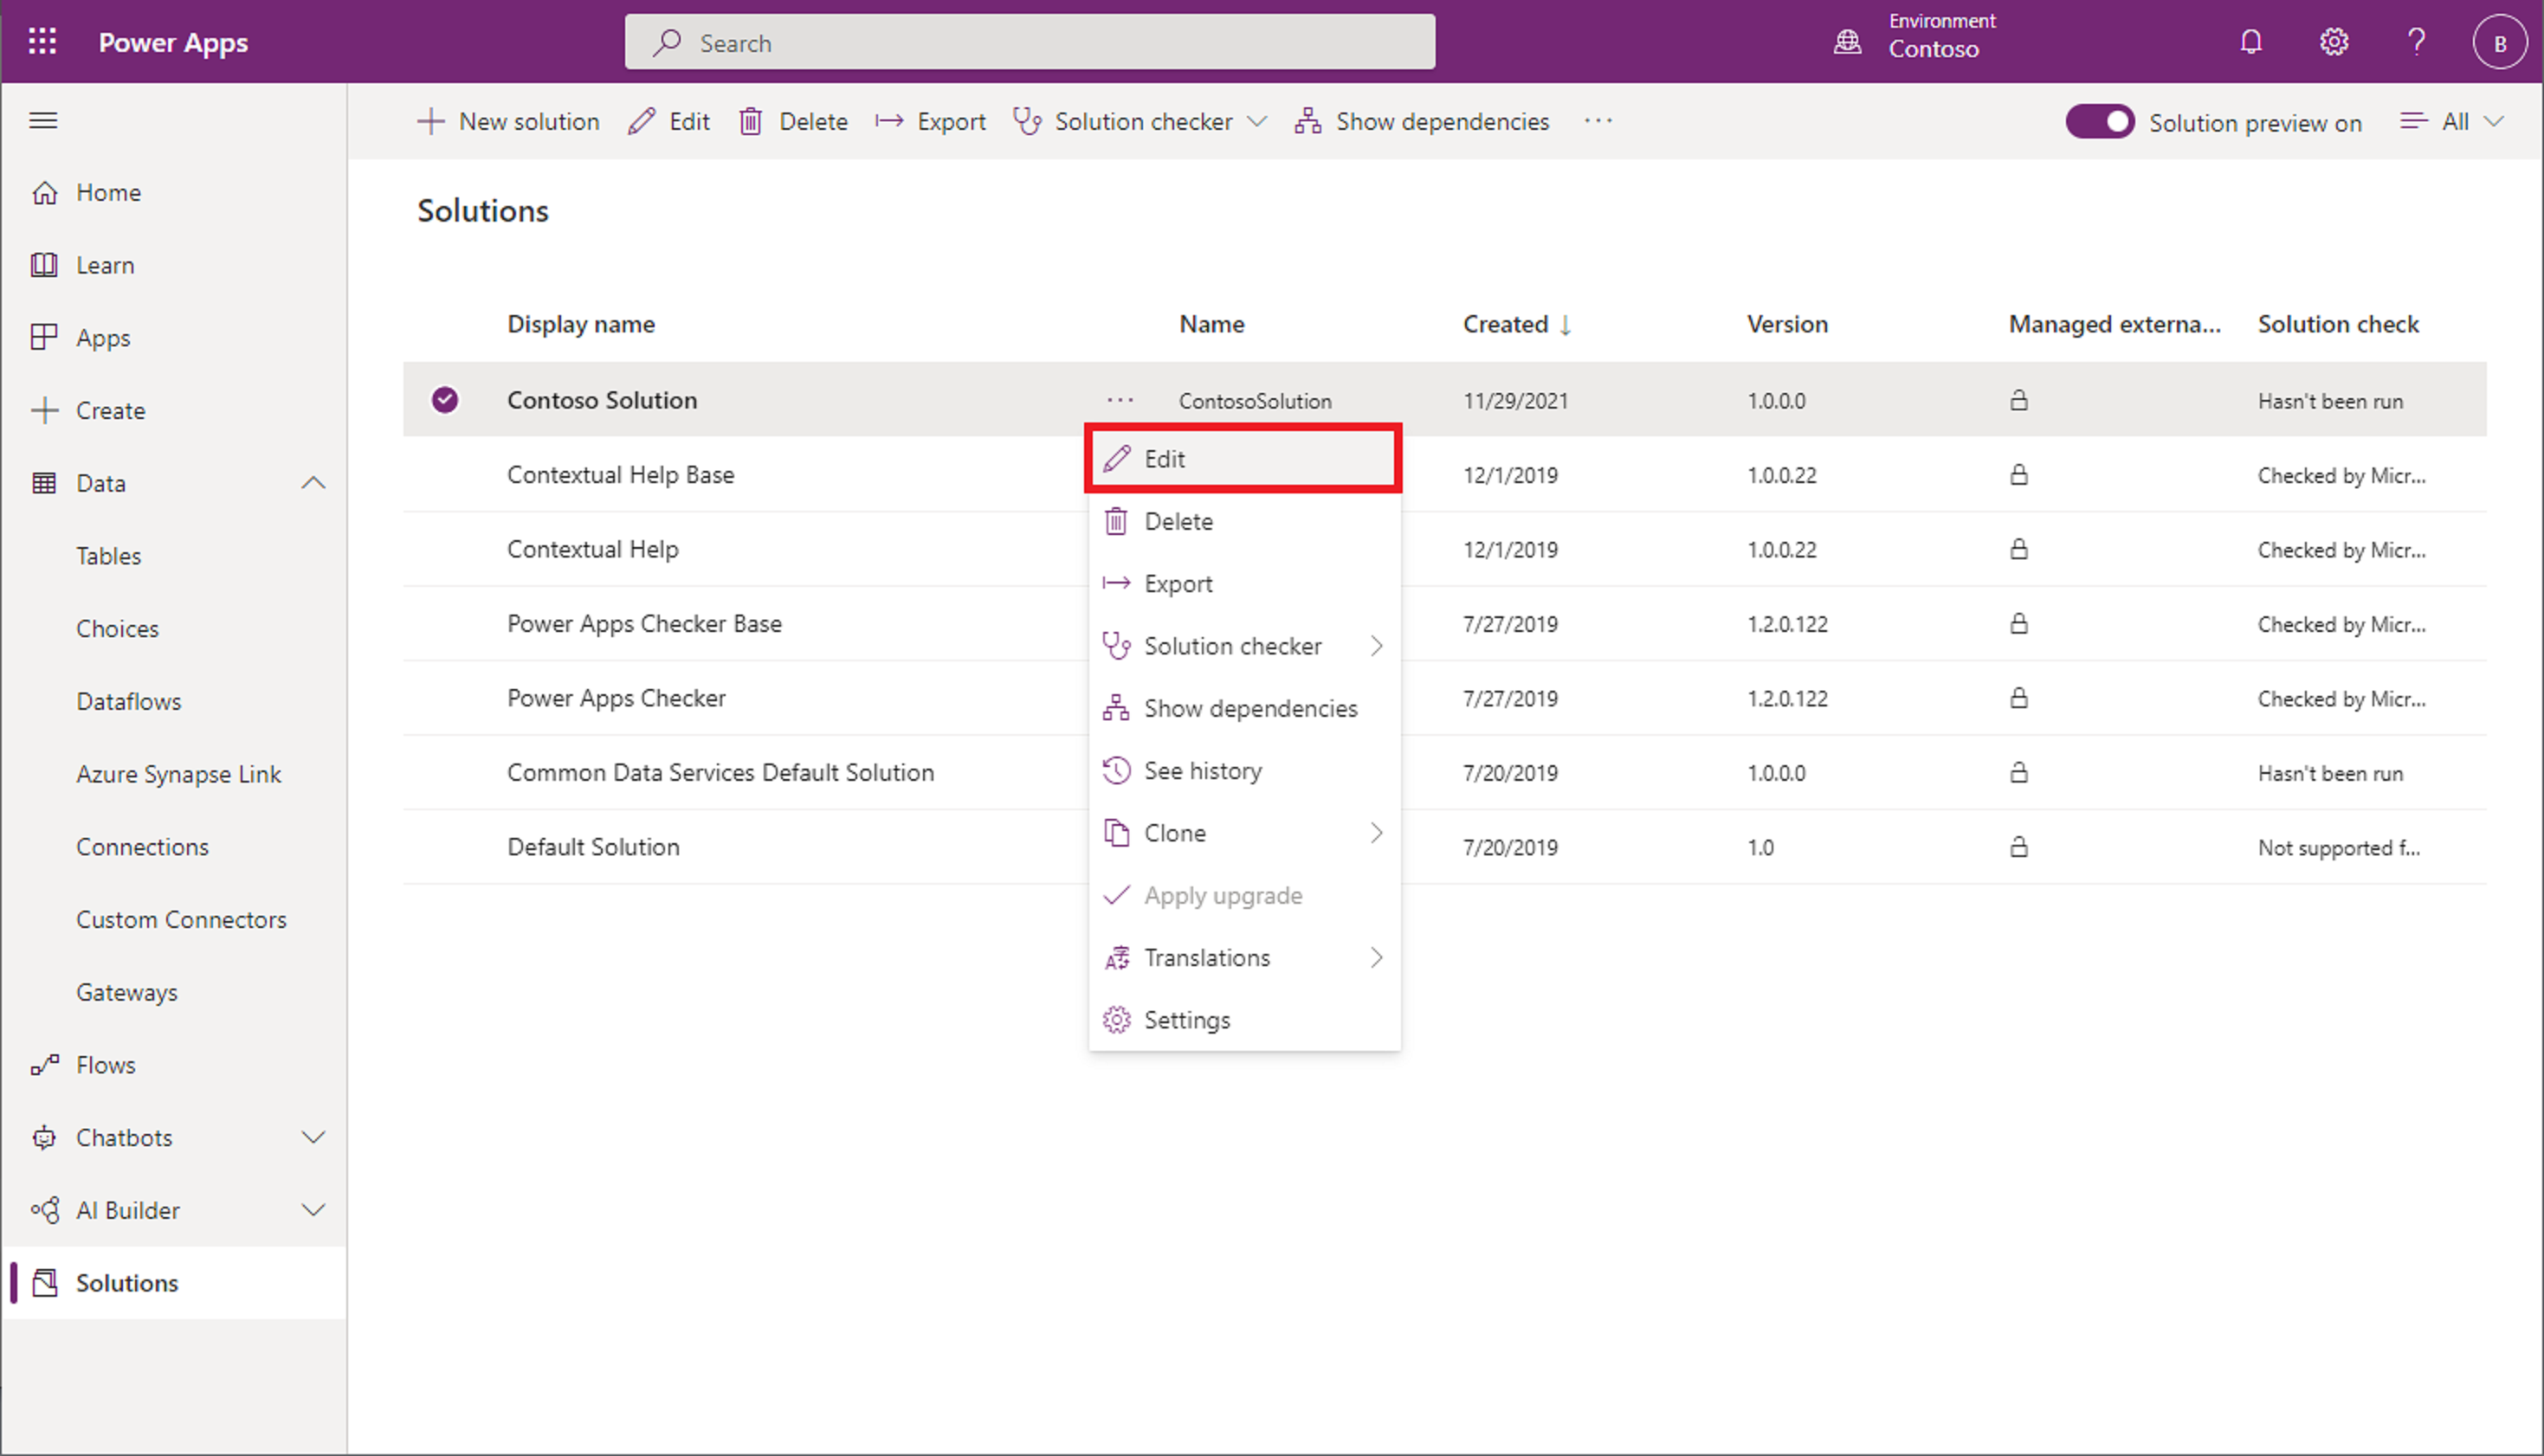 Power Apps
Search
Environment
Contoso
?
B
New solution Edit Delete Export Solution checker Show dependencies ...
Solution preview on All
Home
Learn
Apps
Create
Data
Tables
Choices
Dataflows
Azure Synapse Link
Connections
Custom Connectors
Gateways
Flows
Chatbots
AI Builder
Solutions
Solutions
Display name Name Created ↓ Version Managed externa... Solution check
Contoso Solution ... ContosoSolution 11/29/2021 1.0.0.0 Hasn't been run
Contextual Help Base 12/1/2019 1.0.0.22 Checked by Micr...
Contextual Help 12/1/2019 1.0.0.22 Checked by Micr...
Power Apps Checker Base 7/27/2019 1.2.0.122 Checked by Micr...
Power Apps Checker 7/27/2019 1.2.0.122 Checked by Micr...
Common Data Services Default Solution 7/20/2019 1.0.0.0 Hasn't been run
Default Solution 7/20/2019 1.0 Not supported f...
Edit
Delete
Export
Solution checker
Show dependencies
See history
Clone
Apply upgrade
Translations
Settings